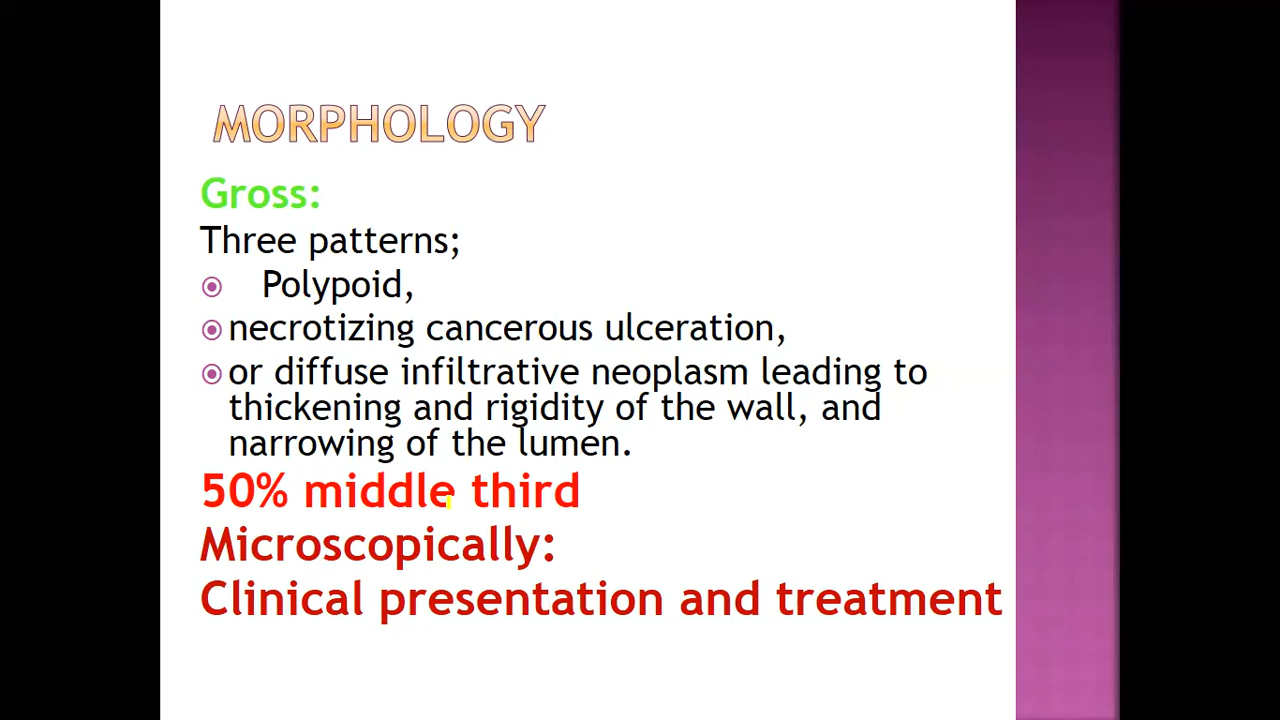 MORPHOLOGY
Gross:
Three patterns;
Polypoid,
necrotizing cancerous ulceration,
or diffuse infiltrative neoplasm leading to
thickening and rigidity of the wall, and
narrowing of the lumen.
50% middle third
Microscopically:
Clinical presentation and treatment